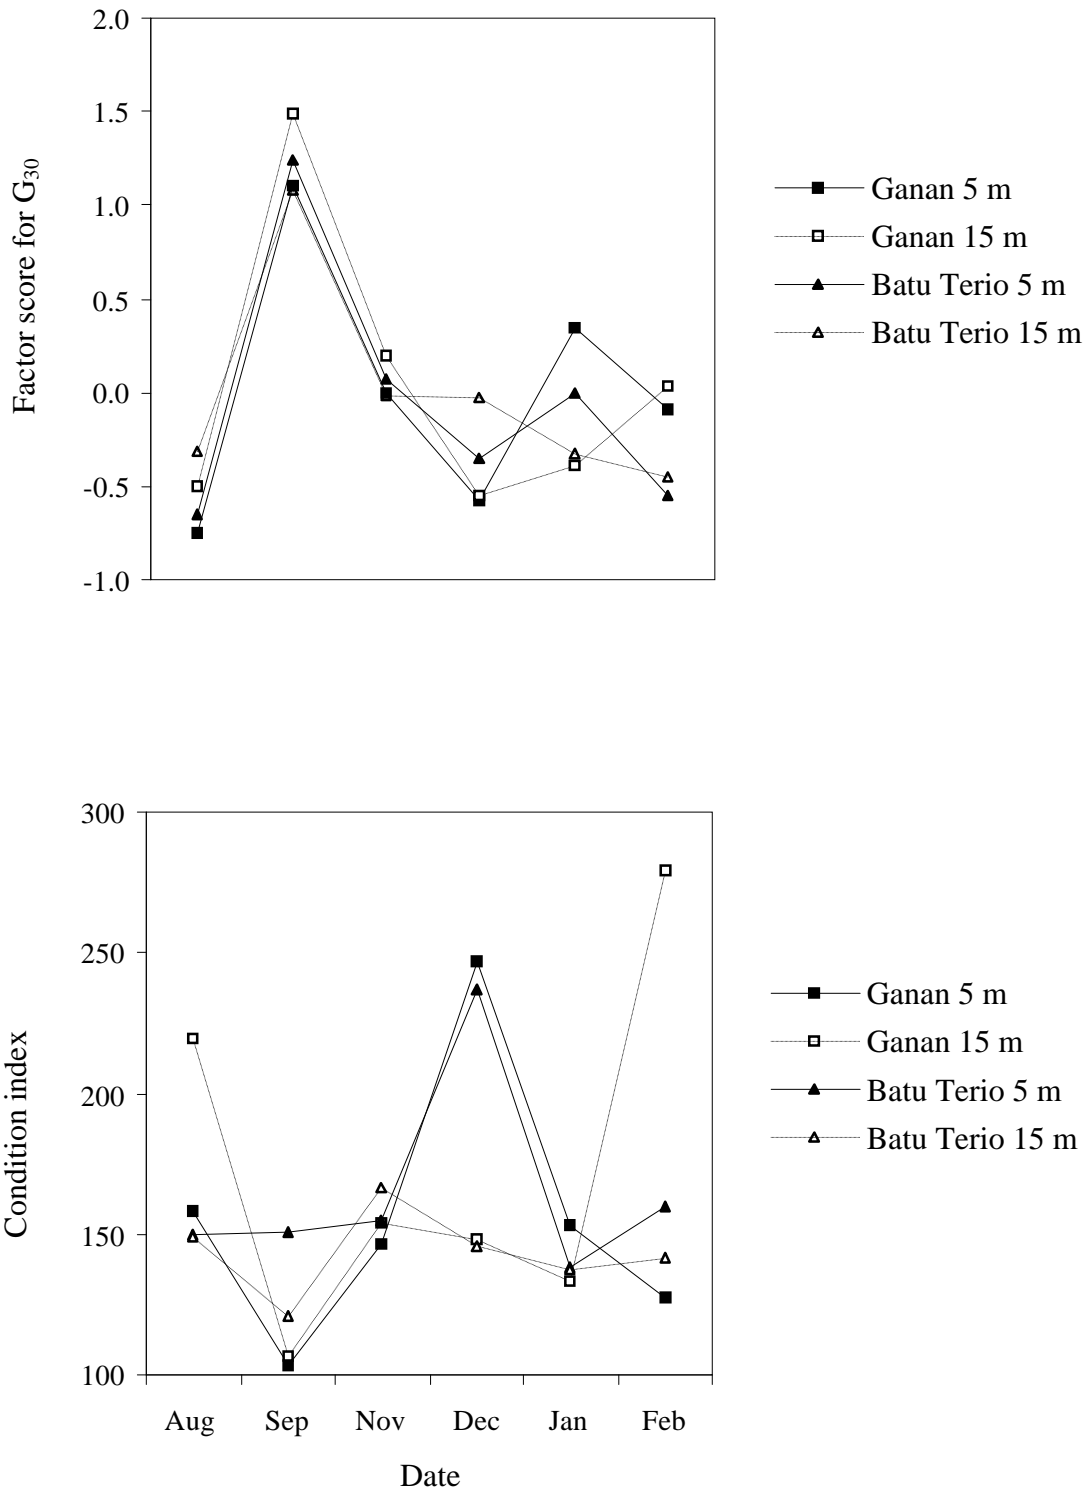 2.0
1.5
1.0
0.5
0.0
-0.5
-1.0
Factor score for G30
Ganan 5 m
Ganan 15 m
Batu Terio 5 m
Batu Terio 15 m
300
250
200
150
100
Condition index
Ganan 5 m
Ganan 15 m
Batu Terio 5 m
Batu Terio 15 m
Aug Sep Nov Dec Jan Feb
Date